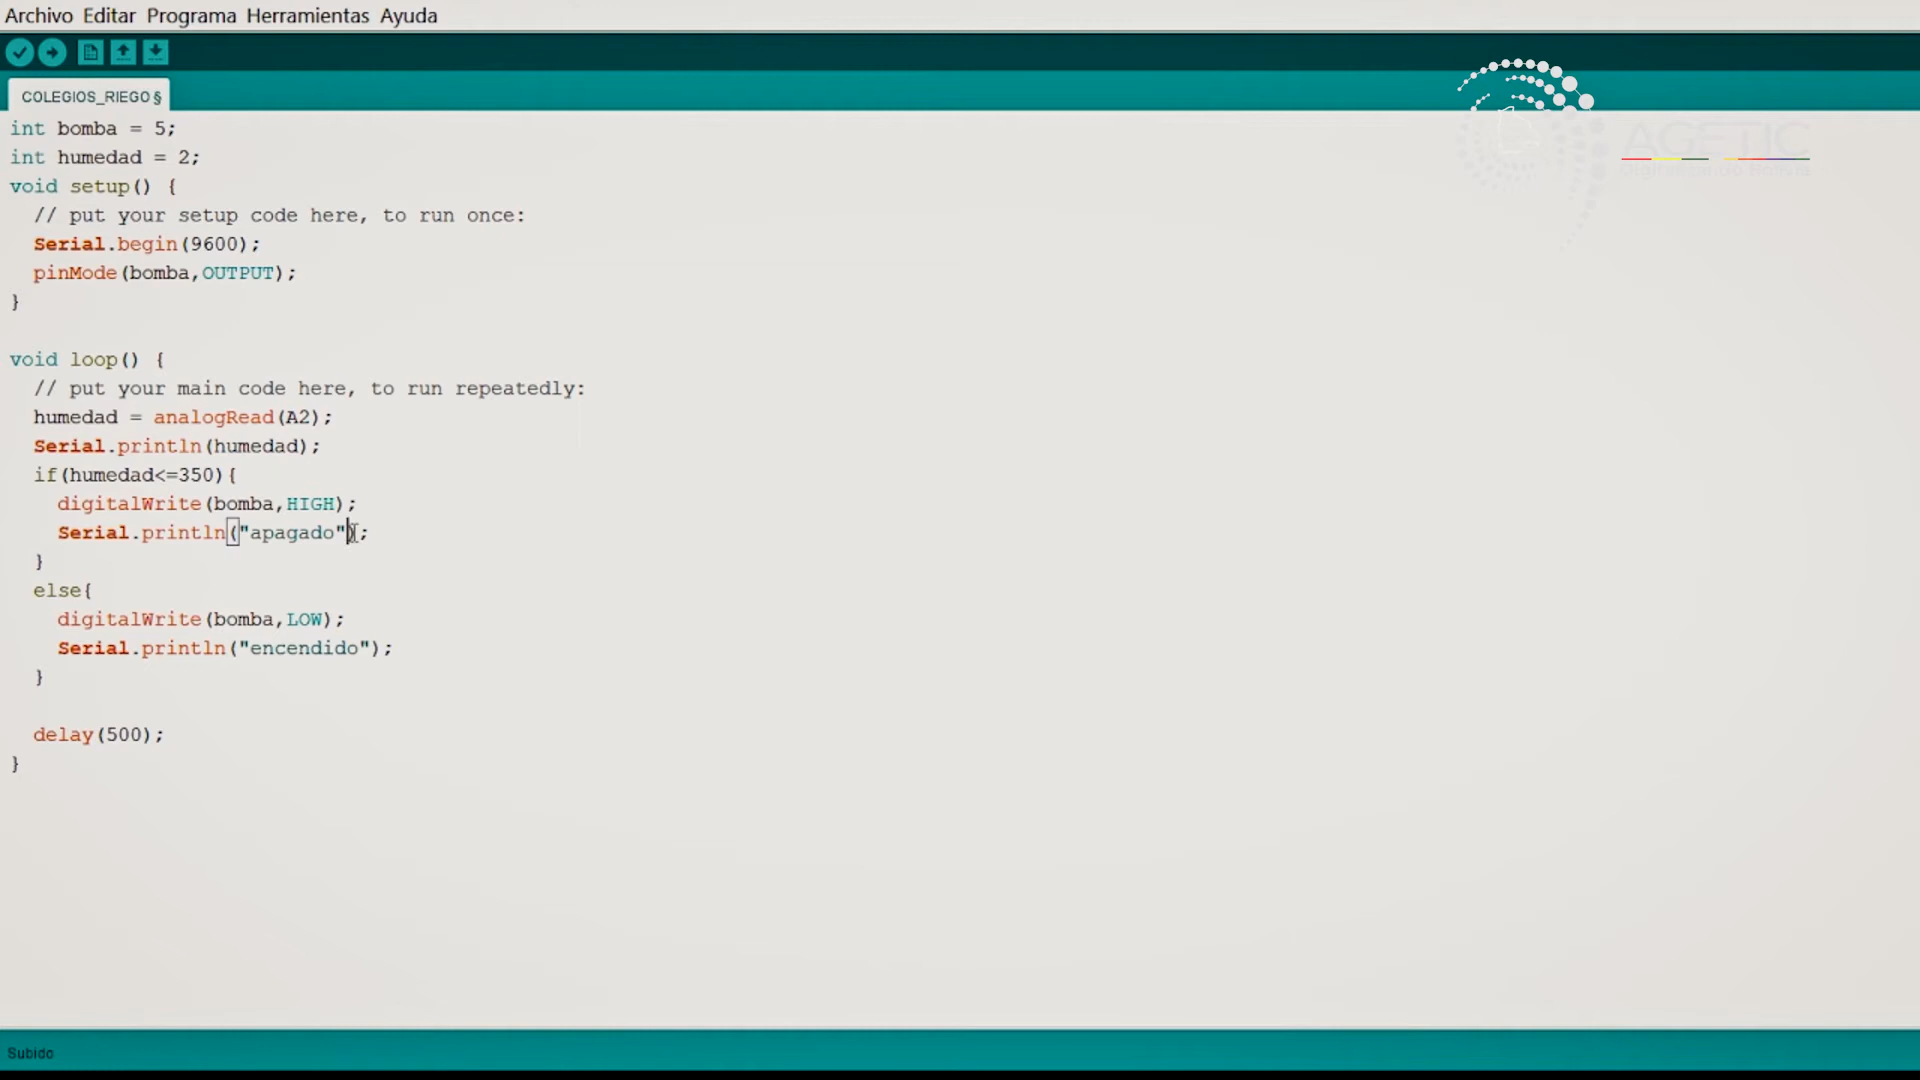 Archivo Editar Programa Herramientas Ayuda
COLEGIOS_RIEGO §
AGETIC
int bomba = 5;
int humedad = 2;
void setup() {
  // put your setup code here, to run once:
  Serial.begin(9600);
  pinMode(bomba,OUTPUT);
}
void loop() {
  // put your main code here, to run repeatedly:
  humedad = analogRead(A2);
  Serial.println(humedad);
  if(humedad<=350){
    digitalWrite(bomba,HIGH);
    Serial.println("apagado");
  }
  else{
    digitalWrite(bomba,LOW);
    Serial.println("encendido");
  }
  delay(500);
}
Subido